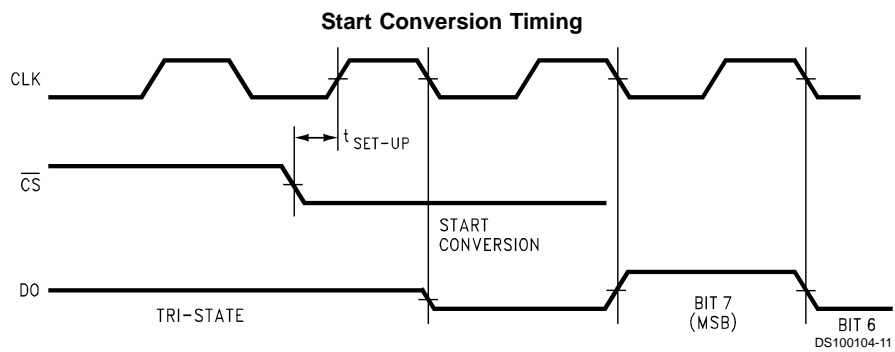 Start Conversion Timing
CLK
t SET-UP
CS
START
CONVERSION
DO
TRI-STATE
BIT 7
(MSB)
BIT 6
DS100104-11